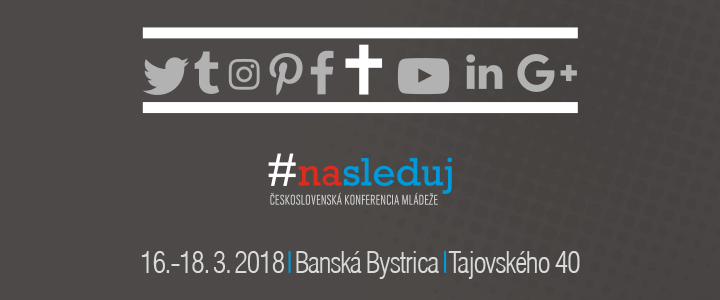 #nasleduj
ČESKOSLOVENSKÁ KONFERENCIA MLÁDEŽE
16.-18. 3. 2018 | Banská Bystrica | Tajovského 40